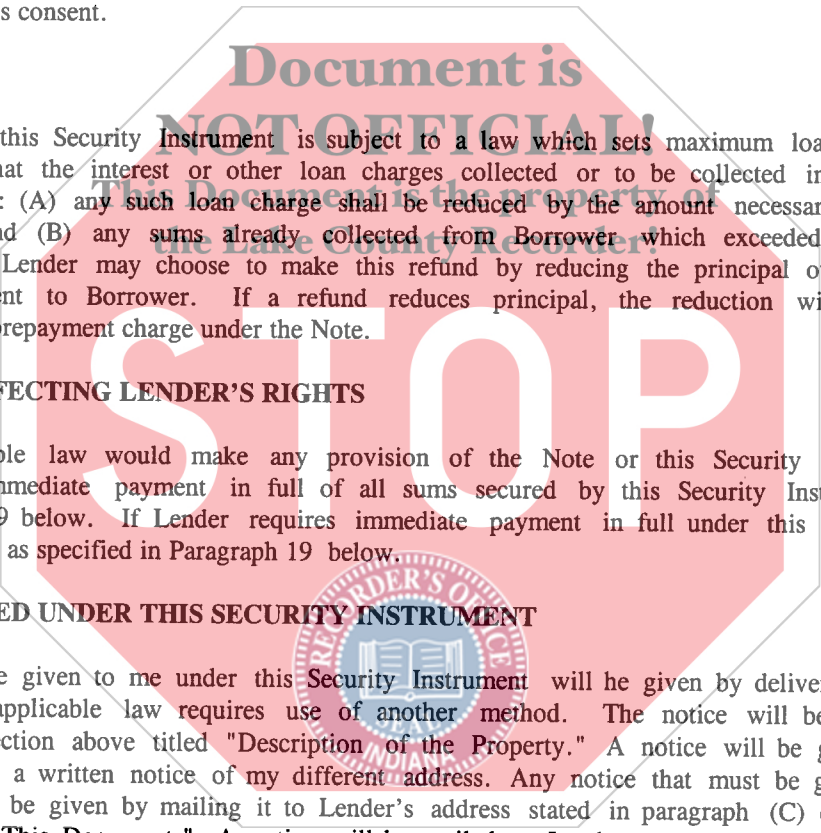 s consent.
Document is
NOT OFFICIAL!
This Document is the property of
the Lake County Recorder!
this Security Instrument is subject to a law which sets maximum loa
hat the interest or other loan charges collected or to be collected in
: (A) any such loan charge shall be reduced by the amount necessar
nd (B) any sums already collected from Borrower which exceeded
Lender may choose to make this refund by reducing the principal o
ent to Borrower. If a refund reduces principal, the reduction wi
repayment charge under the Note.
STOP
FECTING LENDER'S RIGHTS
ble law would make any provision of the Note or this Security
mmediate payment in full of all sums secured by this Security Inst
9 below. If Lender requires immediate payment in full under this
as specified in Paragraph 19 below.
RECORDER'S OFFICE
SEAL
INDIANA
ED UNDER THIS SECURITY INSTRUMENT
e given to me under this Security Instrument will he given by deliver
applicable law requires use of another method. The notice will be
ection above titled "Description of the Property." A notice will be g
a written notice of my different address. Any notice that must be g
be given by mailing it to Lender's address stated in paragraph (C)